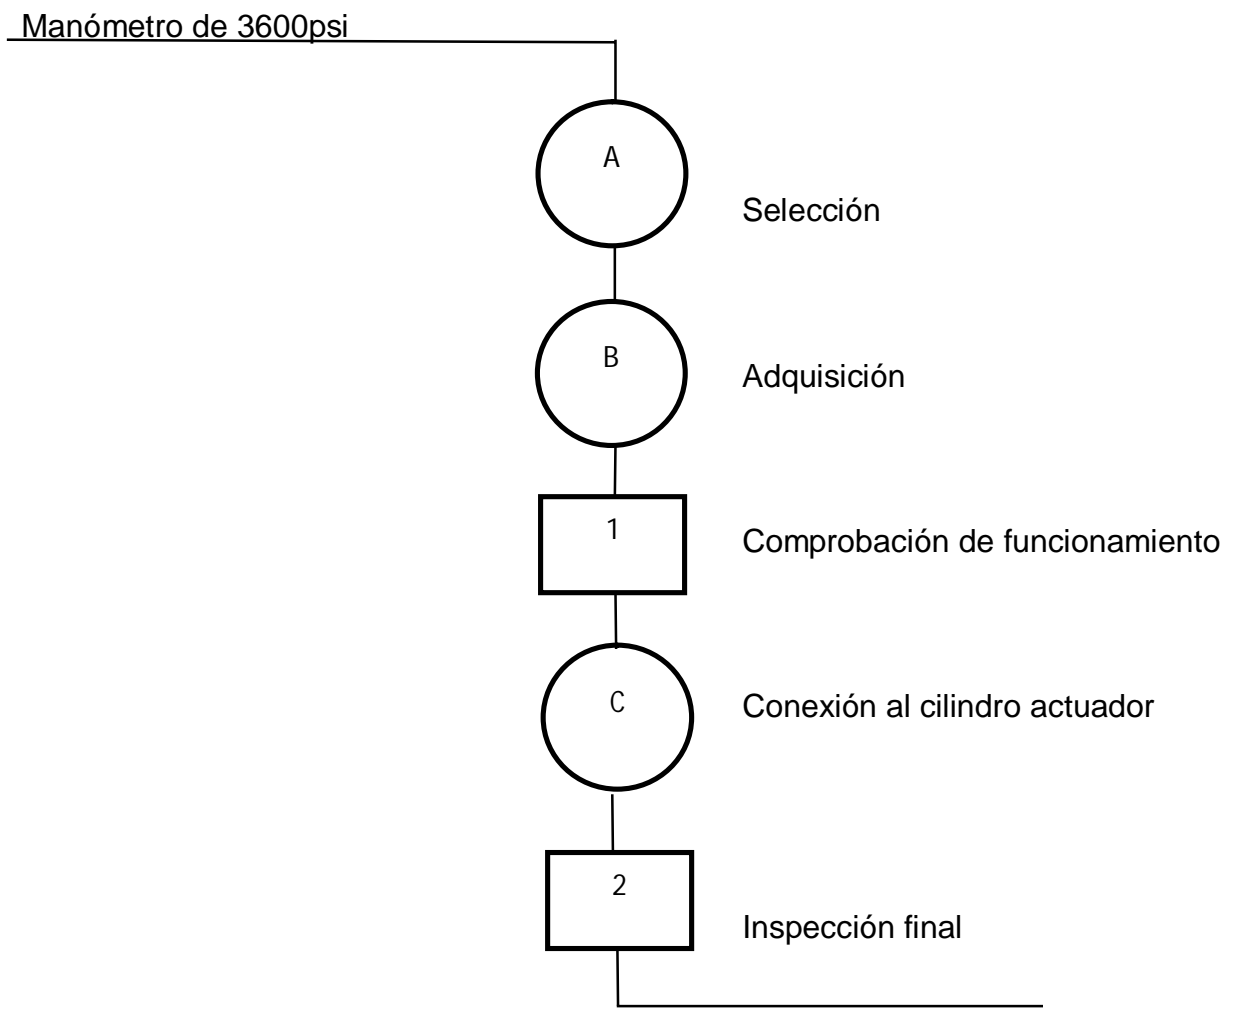 Manómetro de 3600psi
A
Selección
B
Adquisición
1
Comprobación de funcionamiento
C
Conexión al cilindro actuador
2
Inspección final